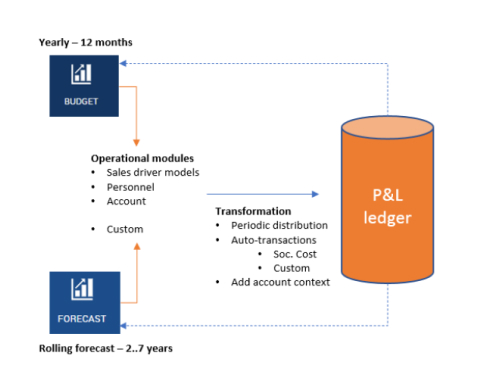 Yearly – 12 months
BUDGET
Operational modules
• Sales driver models
• Personnel
• Account
• Custom
P&L
ledger
Transformation
• Periodic distribution
• Auto-transactions
• Soc. Cost
• Custom
• Add account context
FORECAST
Rolling forecast – 2..7 years